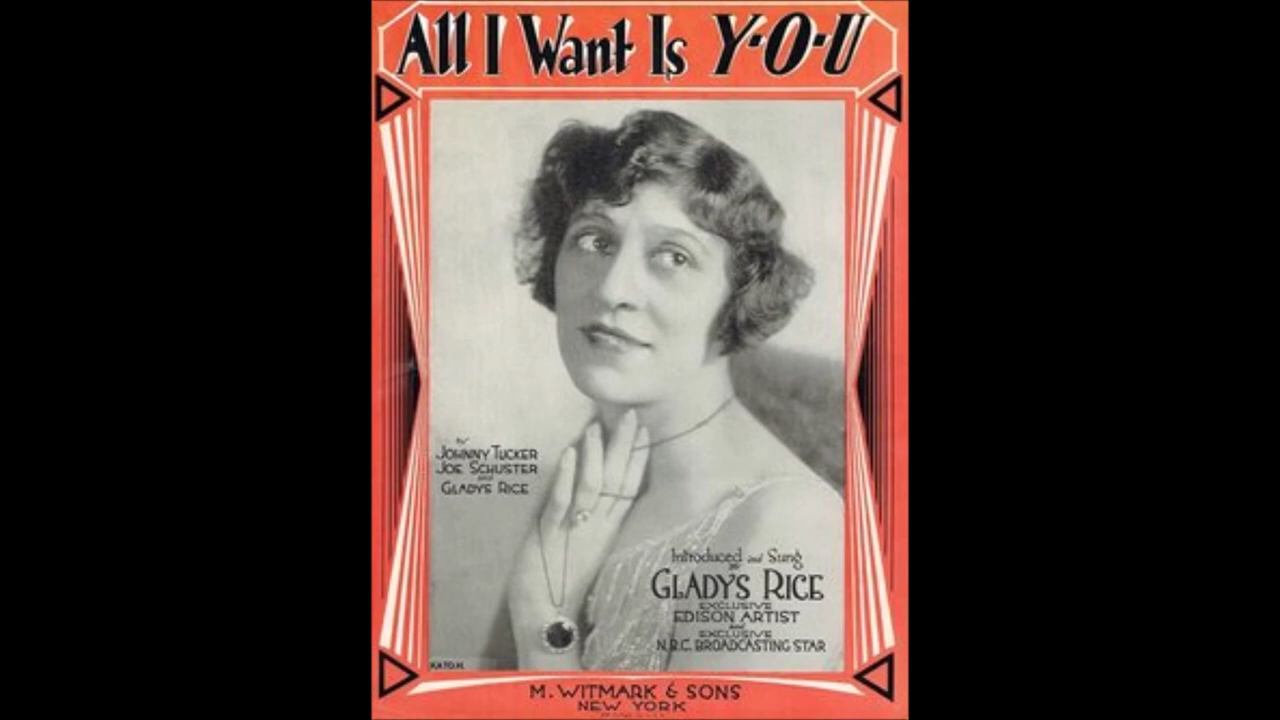 All I Want Is Y·O·U
by
JOHNNY TUCKER
JOE SCHUSTER
and
GLADYS RICE
Introduced and Sung
by
GLADYS RICE
EXCLUSIVE
EDISON ARTIST
and
EXCLUSIVE
N.B.C. BROADCASTING STAR
M. WITMARK & SONS
NEW YORK